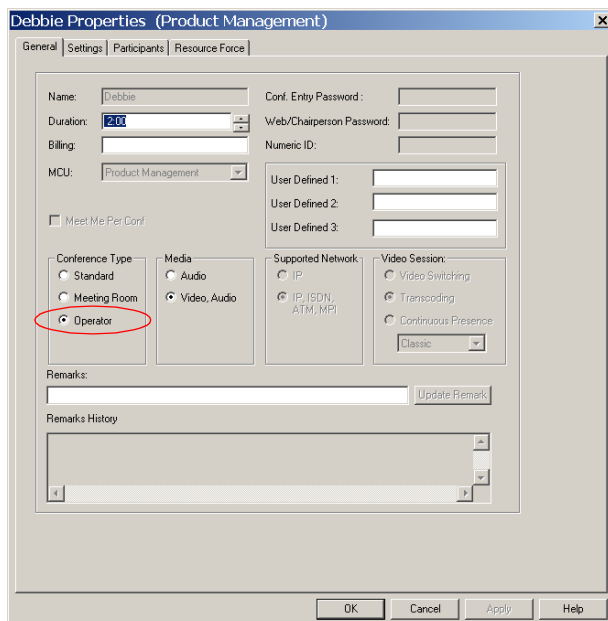 Debbie Properties (Product Management)
General Settings Participants Resource Force
Name: Debbie
Conf. Entry Password :
Duration: 2:00
Web/Chairperson Password:
Billing:
Numeric ID:
MCU: Product Management
User Defined 1:
User Defined 2:
Meet Me Per Conf
User Defined 3:
Conference Type
Standard
Meeting Room
Operator
Media
Audio
Video, Audio
Supported Network
IP
IP, ISDN,
ATM, MPI
Video Session:
Video Switching
Transcoding
Continuous Presence
Classic
Remarks:
Update Remark
Remarks History
OK Cancel Apply Help